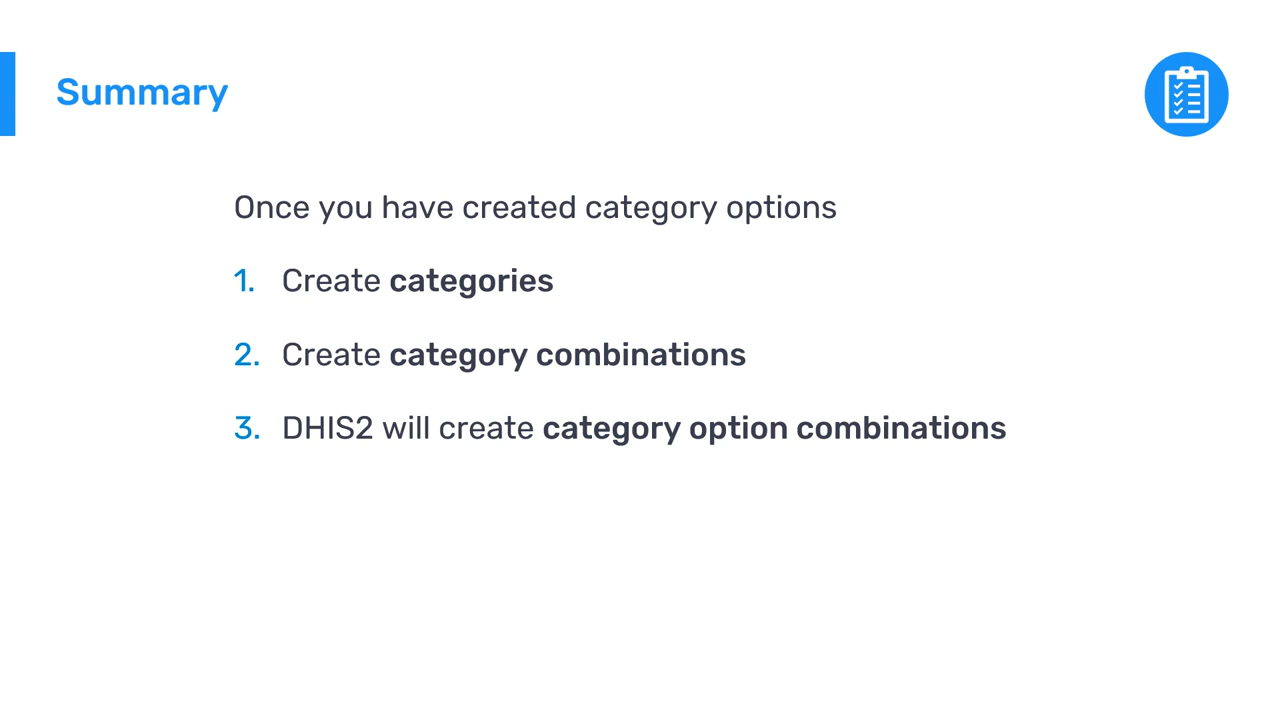 Summary
Once you have created category options
1. Create categories
2. Create category combinations
3. DHIS2 will create category option combinations